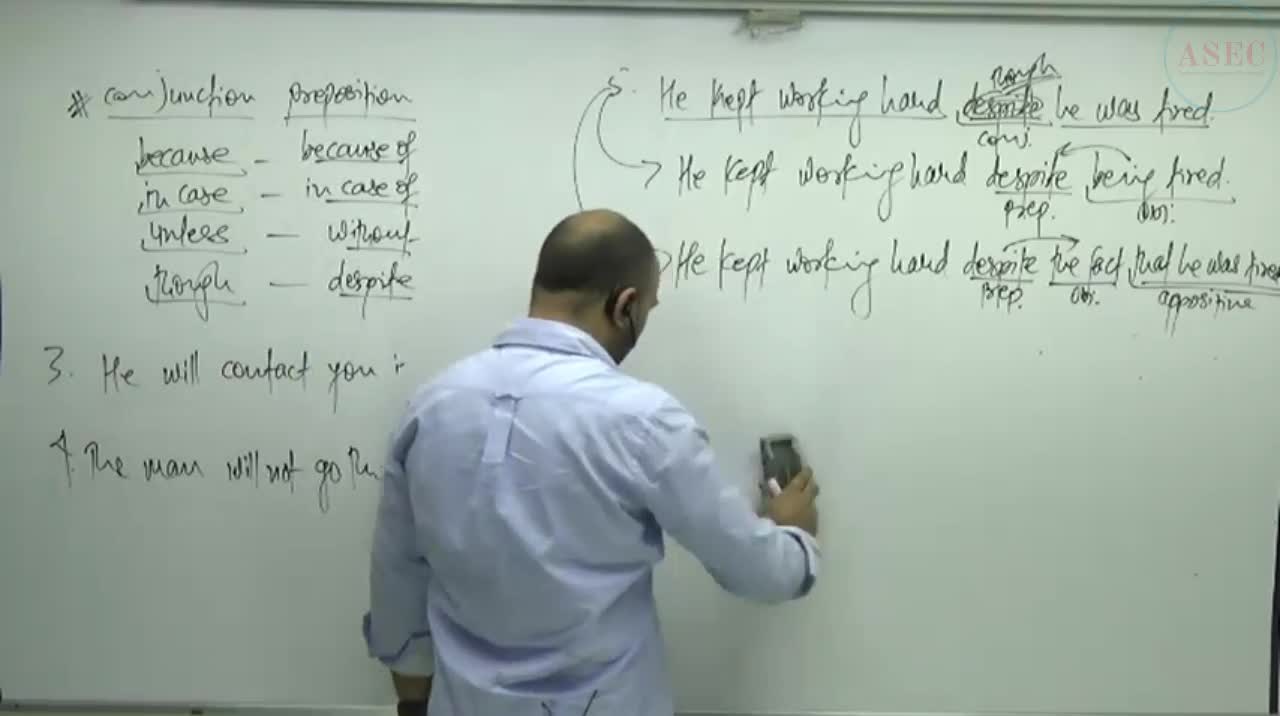 * conjunction preposition
because - because of
in case - in case of
unless - without
though - despite
3. He will contact you i
4. The man will not go th
though
5. He kept working hard despite he was tired.
conj.
He kept working hard despite being tired.
prep. obj.
He kept working hard despite the fact that he was tired
prep. obj. appositive
ASEC